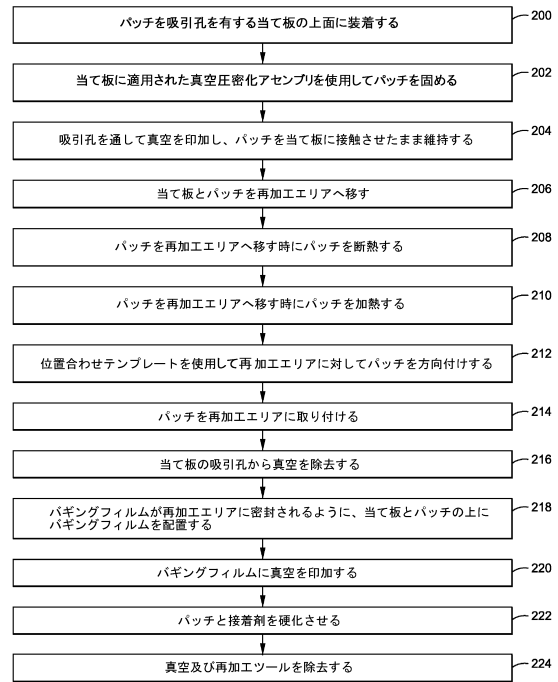 パッチを吸引孔を有する当て板の上面に装着する
200
当て板に適用された真空圧密化アセンブリを使用してパッチを固める
202
吸引孔を通して真空を印加し、パッチを当て板に接触させたまま維持する
204
当て板とパッチを再加工エリアへ移す
206
パッチを再加工エリアへ移す時にパッチを断熱する
208
パッチを再加工エリアへ移す時にパッチを加熱する
210
位置合わせテンプレートを使用して再加工エリアに対してパッチを方向付けする
212
パッチを再加工エリアに取り付ける
214
当て板の吸引孔から真空を除去する
216
バギングフィルムが再加工エリアに密封されるように、当て板とパッチの上に
バギングフィルムを配置する
218
バギングフィルムに真空を印加する
220
パッチと接着剤を硬化させる
222
真空及び再加工ツールを除去する
224